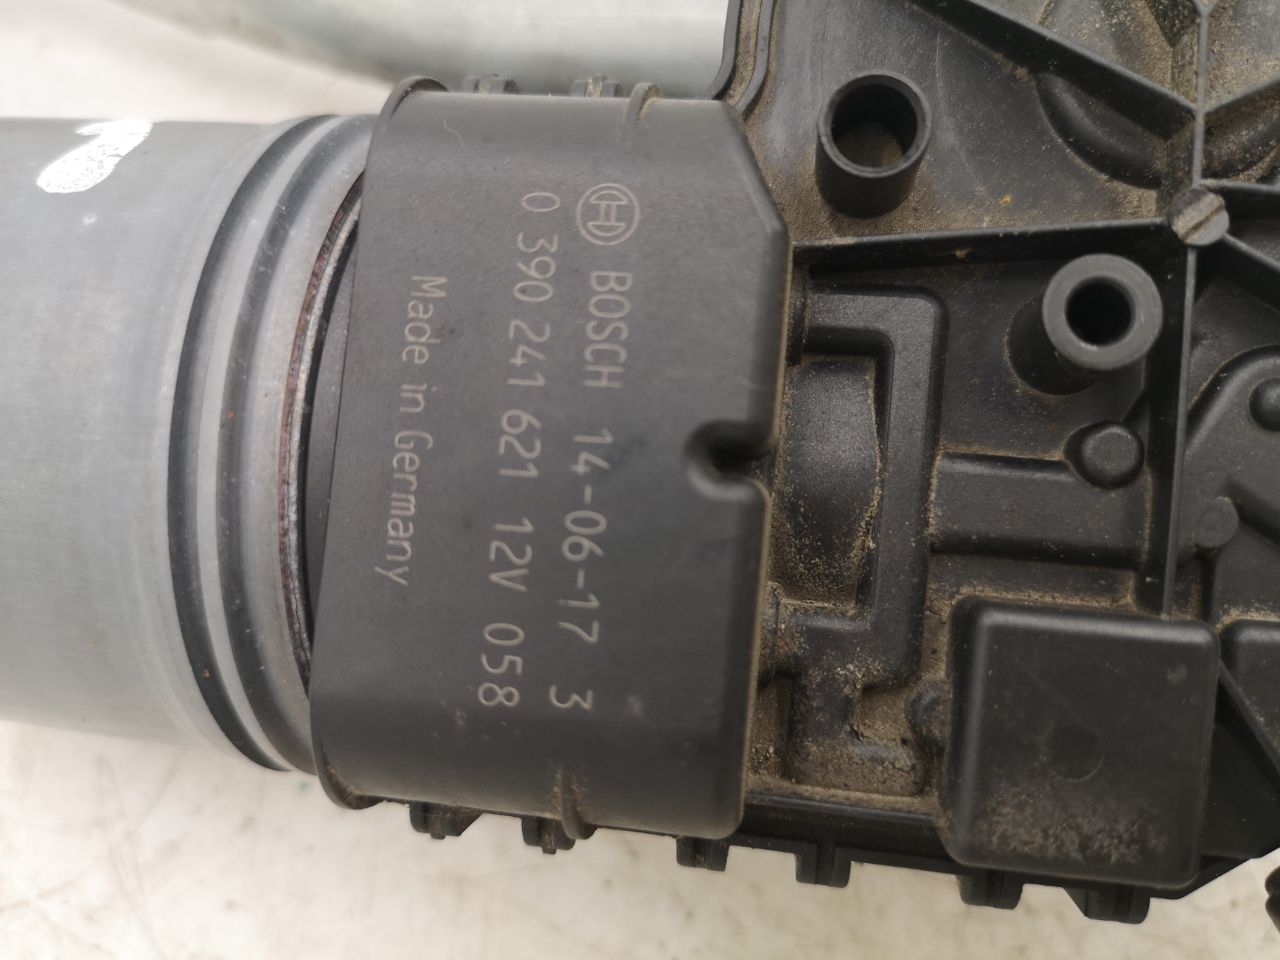 BOSCH 14-06-17 3
0 390 241 621 12V 058
Made in Germany